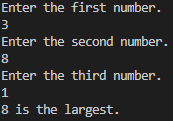 Enter the first number.
3
Enter the second number.
8
Enter the third number.
1
8 is the largest.